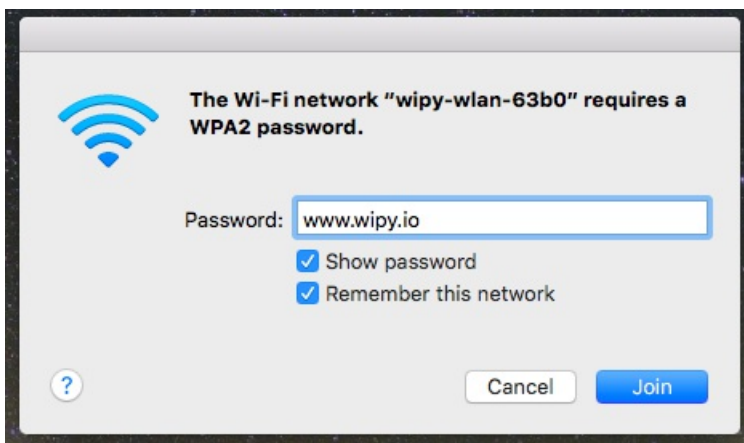 The Wi-Fi network “wipy-wlan-63b0” requires a
WPA2 password.
Password: www.wipy.io
Show password
Remember this network
? Cancel Join